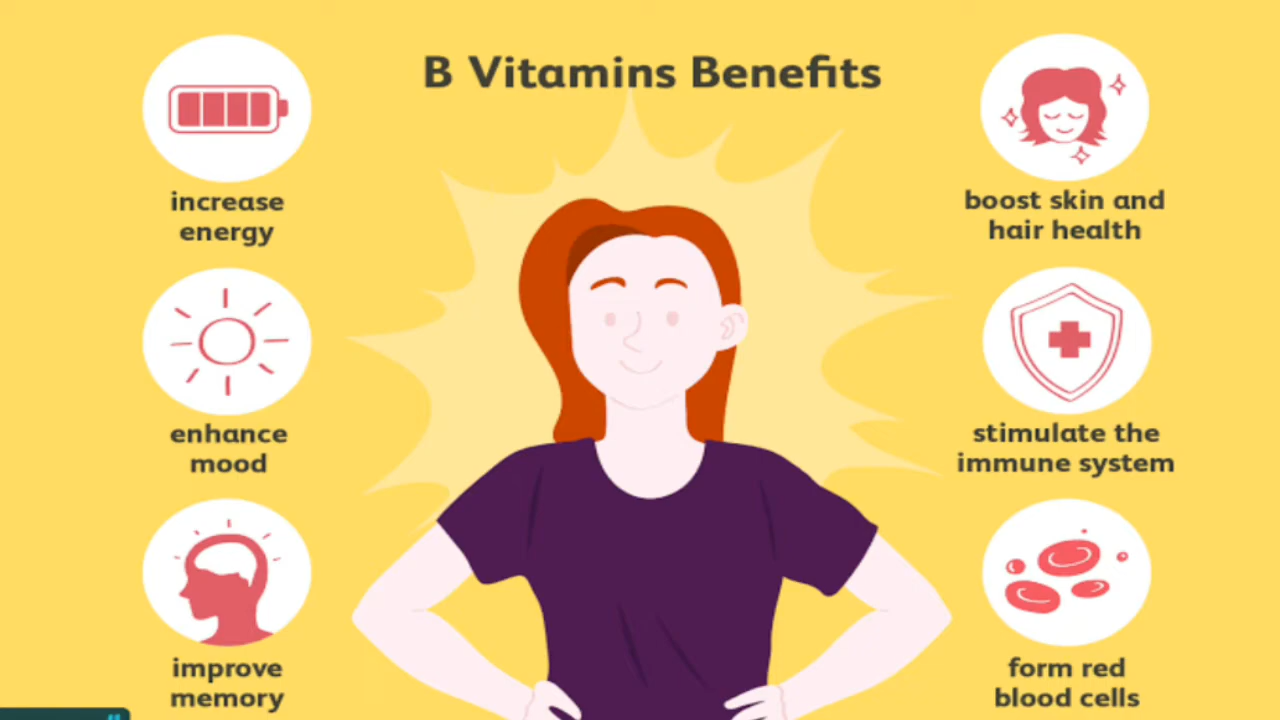 B Vitamins Benefits
increase
energy
enhance
mood
improve
memory
boost skin and
hair health
stimulate the
immune system
form red
blood cells